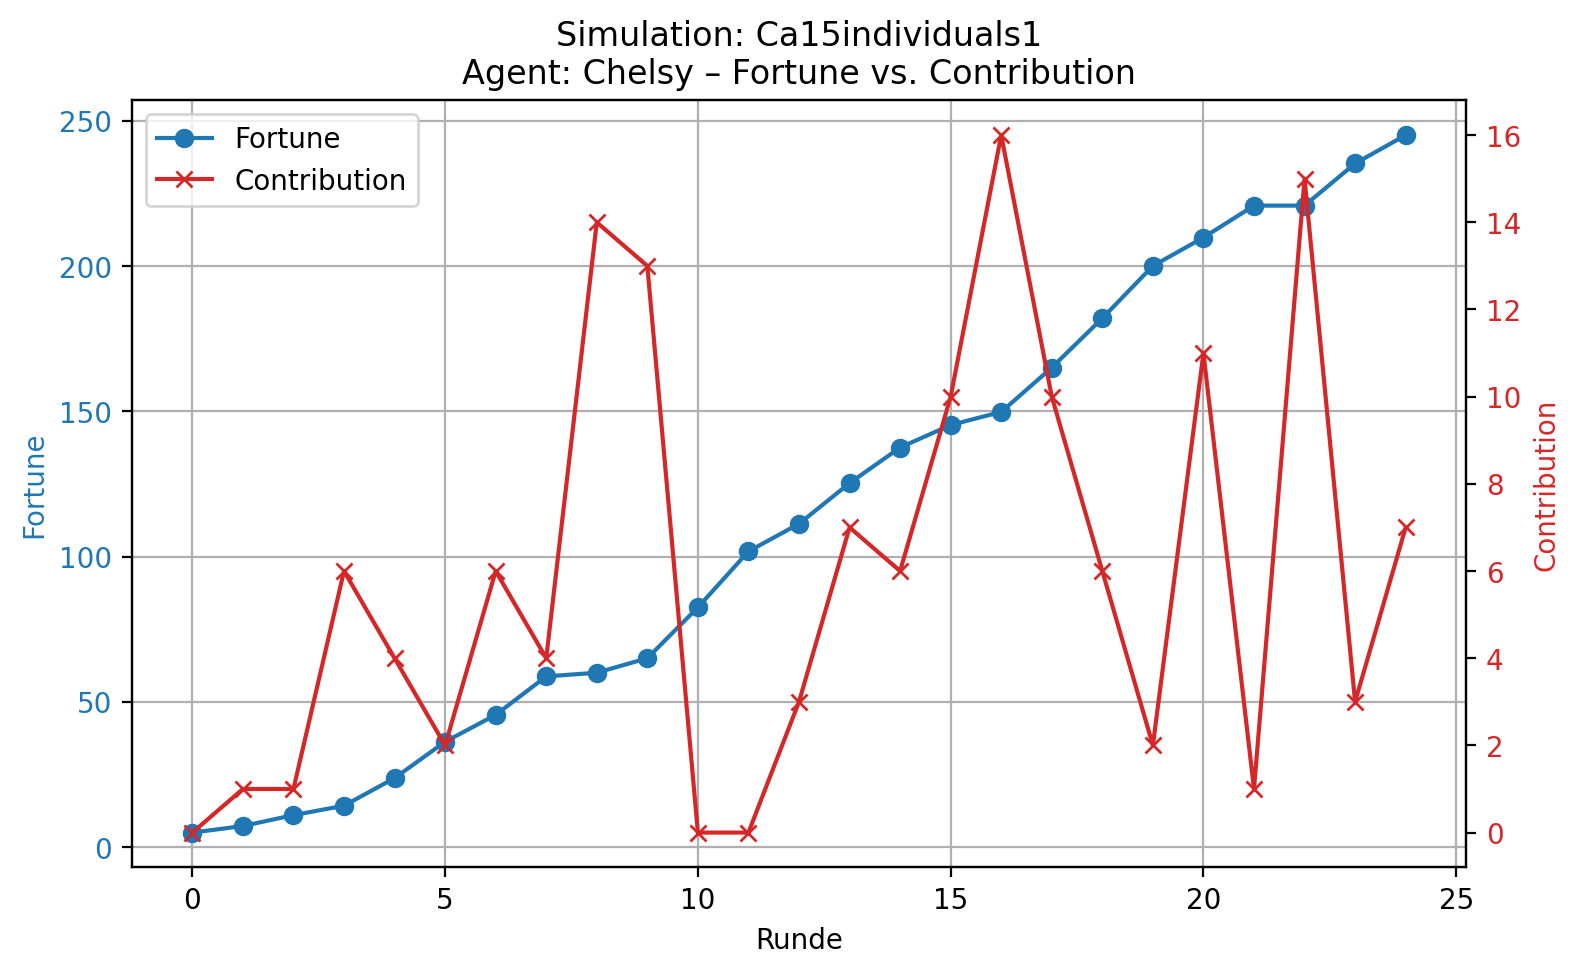 Simulation: Ca15individuals1
Agent: Chelsy – Fortune vs. Contribution
Fortune
Contribution
250
200
150
100
50
0
Fortune
16
14
12
10
8
6
4
2
0
Contribution
0 5 10 15 20 25
Runde